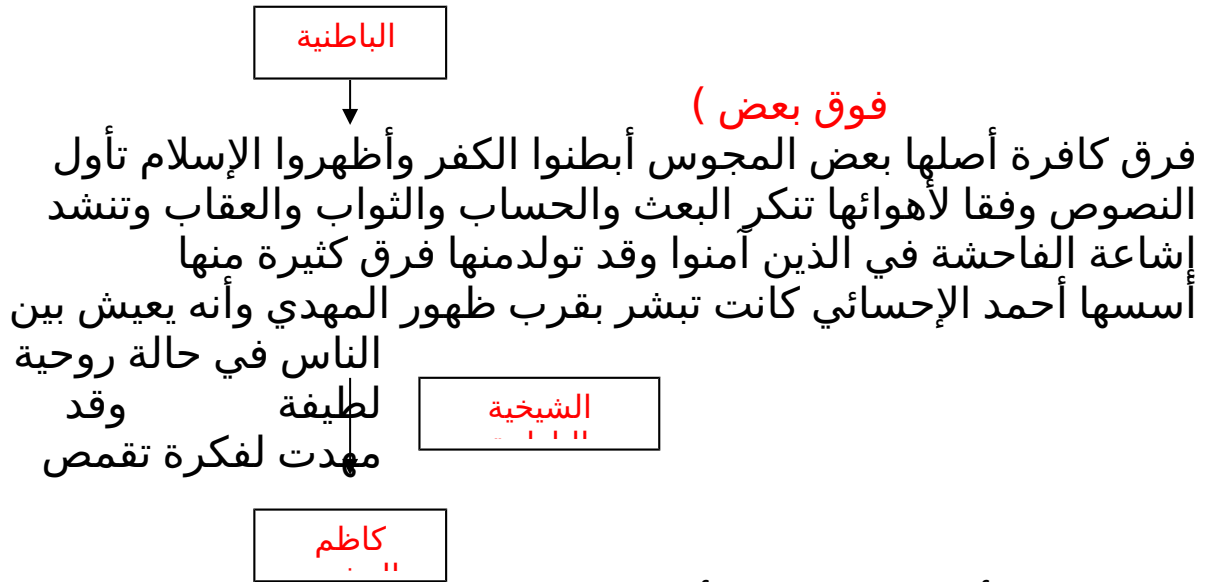 الباطنية
فوق بعض )
فرق كافرة أصلها بعض المجوس أبطنوا الكفر وأظهروا الإسلام تأول
النصوص وفقا لأهوائها تنكر البعث والحساب والثواب والعقاب وتنشد
إشاعة الفاحشة في الذين آمنوا وقد تولدمنها فرق كثيرة منها
أسسها أحمد الإحسائي كانت تبشر بقرب ظهور المهدي وأنه يعيش بين
الناس في حالة روحية
لطيفة وقد
مهدت لفكرة تقمص
الشيخية
كاظم